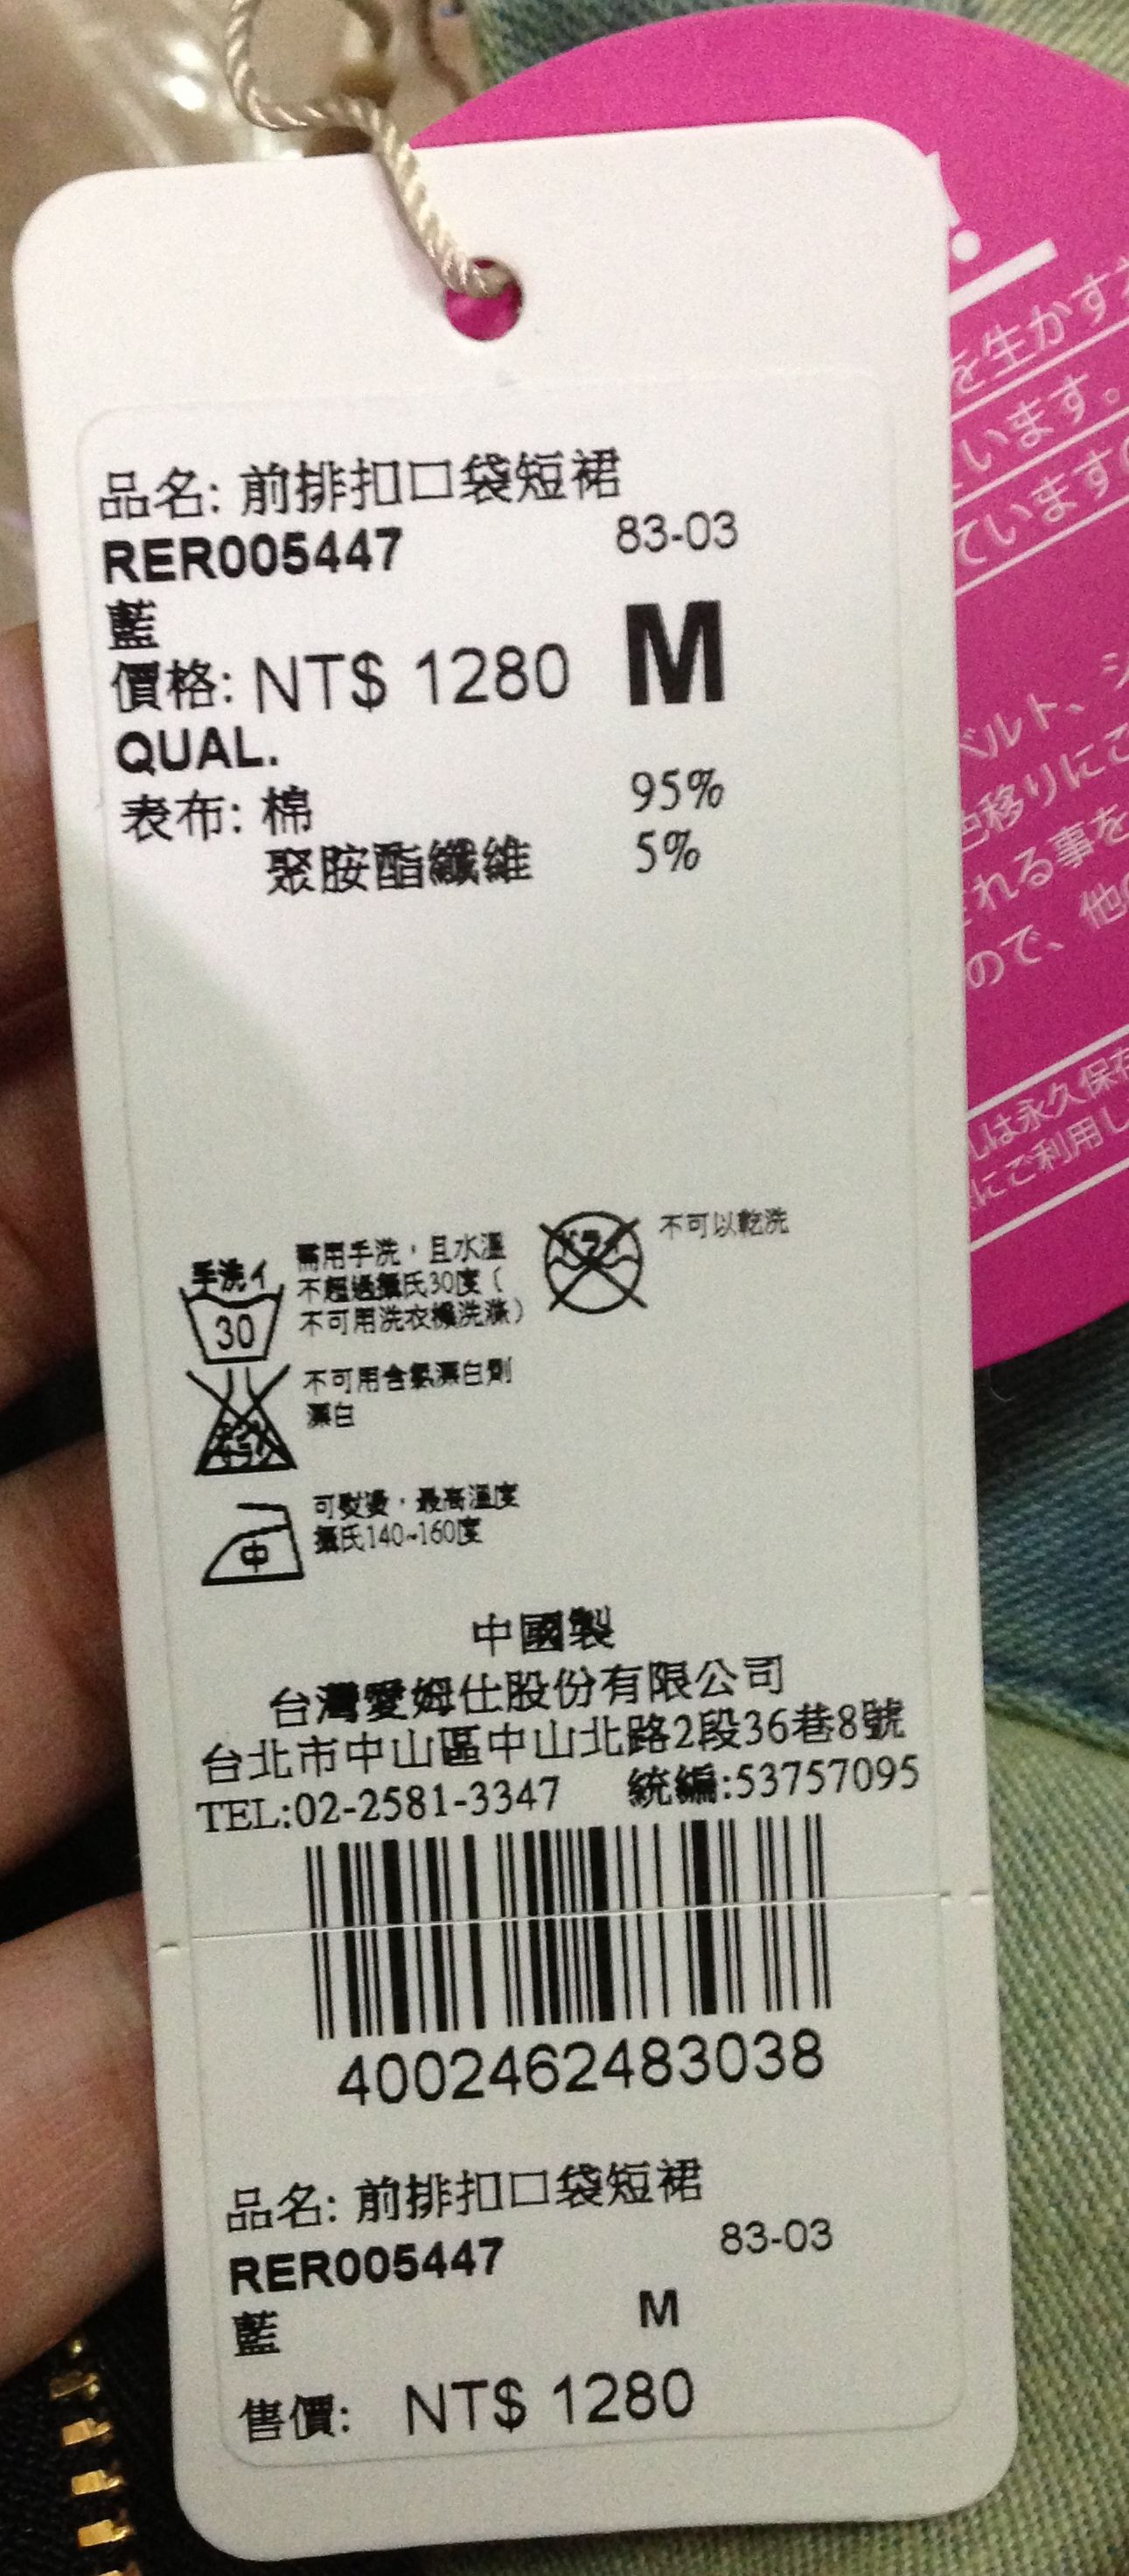 品名: 前排扣口袋短裙
RER005447 83-03
藍
價格: NT$ 1280 M
QUAL.
表布: 棉 95%
聚胺酯纖維 5%
手洗イ
30
需用手洗，且水溫
不超過攝氏30度（
不可用洗衣機洗滌）
ドライ
不可以乾洗
不可用含氯漂白劑
漂白
中
可熨燙，最高溫度
攝氏140~160度
中國製
台灣愛姆仕股份有限公司
台北市中山區中山北路2段36巷8號
TEL:02-2581-3347 統編:53757095
4002462483038
品名: 前排扣口袋短裙
RER005447 83-03
藍 M
售價: NT$ 1280
を生かす
います。
ていますの
ベルト、シ
色移りにご
れる事を
ので、他の
は永久保存
にご利用し